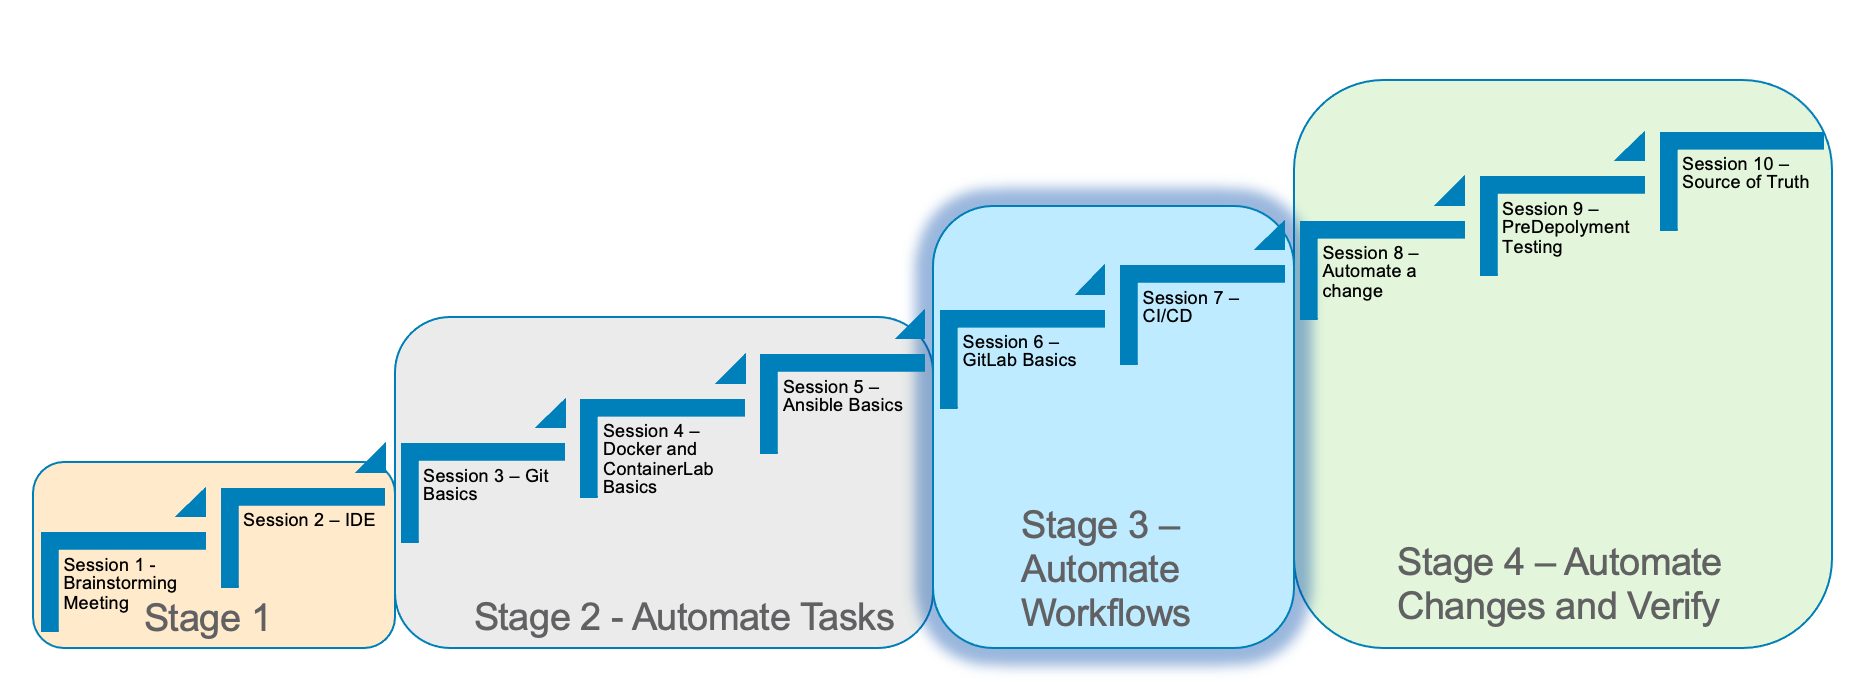 Session 1 -
Brainstorming
Meeting
Session 2 – IDE
Stage 1
Session 3 – Git
Basics
Session 4 –
Docker and
ContainerLab
Basics
Session 5 –
Ansible Basics
Stage 2 - Automate Tasks
Session 6 –
GitLab Basics
Session 7 –
CI/CD
Stage 3 –
Automate
Workflows
Session 8 –
Automate a
change
Session 9 –
PreDepolyment
Testing
Session 10 –
Source of Truth
Stage 4 – Automate
Changes and Verify